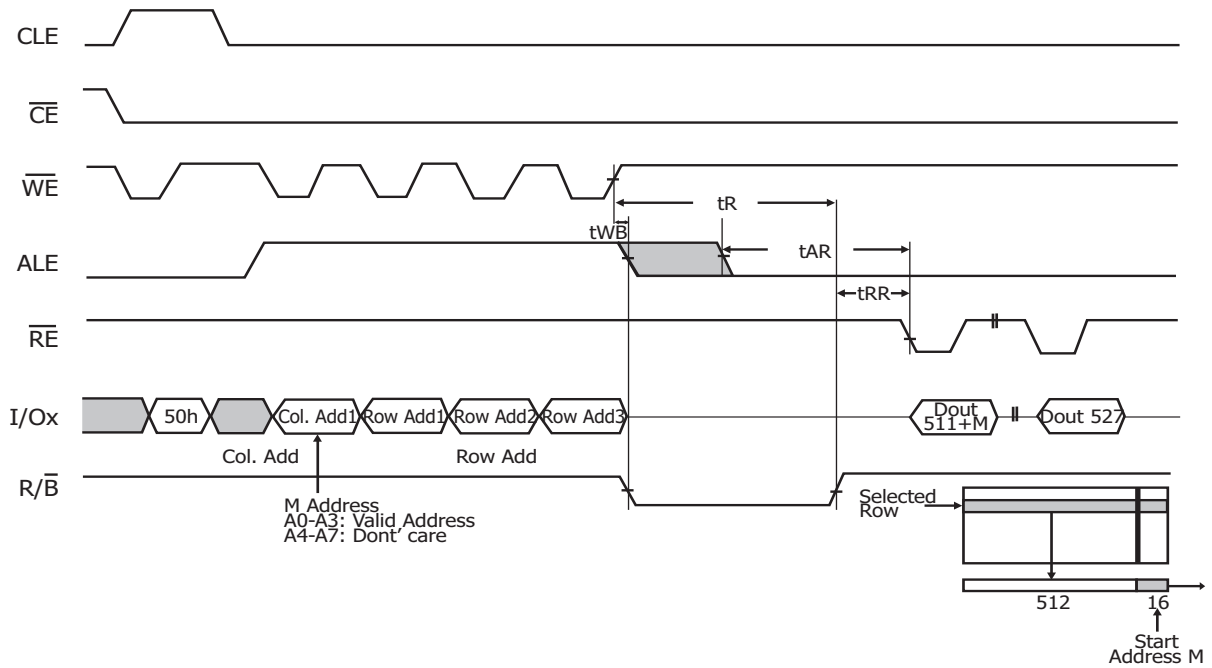 CLE
CE
WE
tR
tWB
tAR
ALE
tRR
RE
I/Ox
50h
Col. Add1
Row Add1
Row Add2
Row Add3
Dout
511+M
Dout 527
Col. Add
Row Add
R/B
M Address
A0-A3: Valid Address
A4-A7: Dont' care
Selected
Row
512
16
Start
Address M